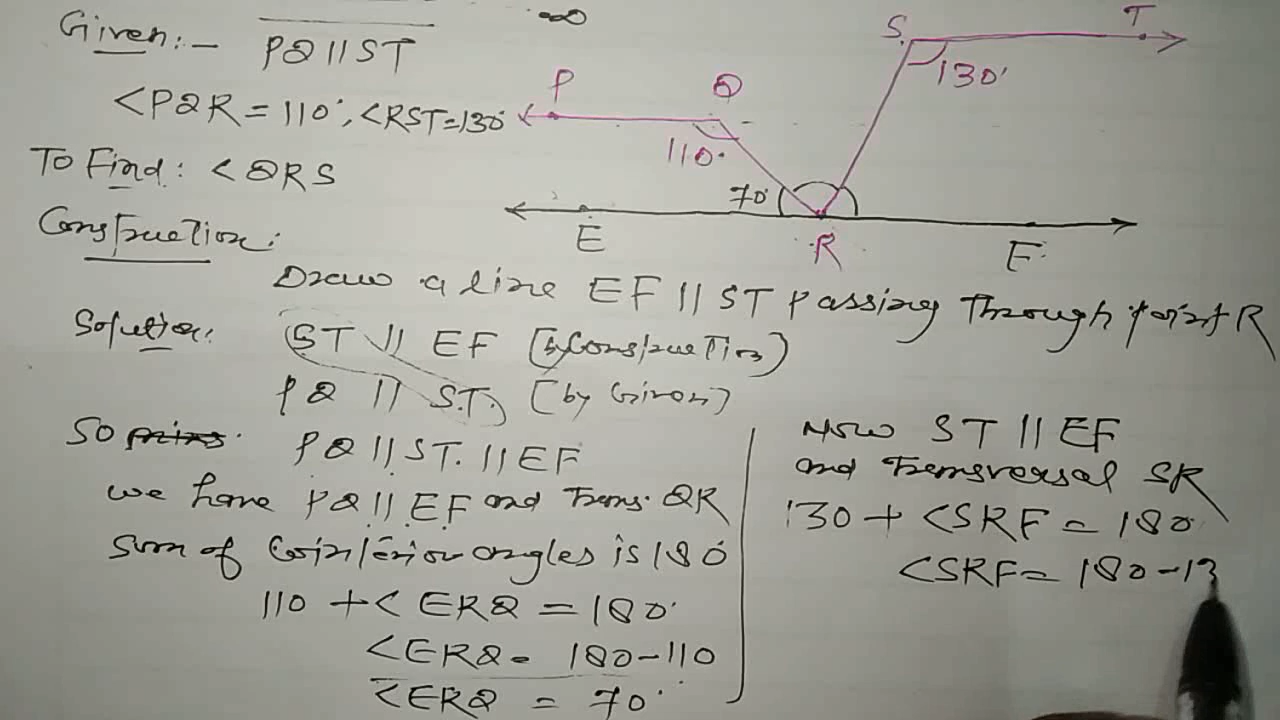 Given:-
PQ || ST
<PQR = 110°, <RST=130°
To Find: <QRS
Construction:
Draw a line EF || ST passing Through point R
Solution:
ST || EF (by Construction)
PQ || S.T. (by Given)
So
PQ || ST. || EF
we have PQ || EF and Trans. QR
sum of Cointerior angles is 180°
110 + <ERQ = 180°
<ERQ = 180-110
<ERQ = 70°
Now ST || EF
and Transversal SR
130 + <SRF = 180
<SRF = 180-13
S
T
130°
P
Q
110°
70°
E
R
F